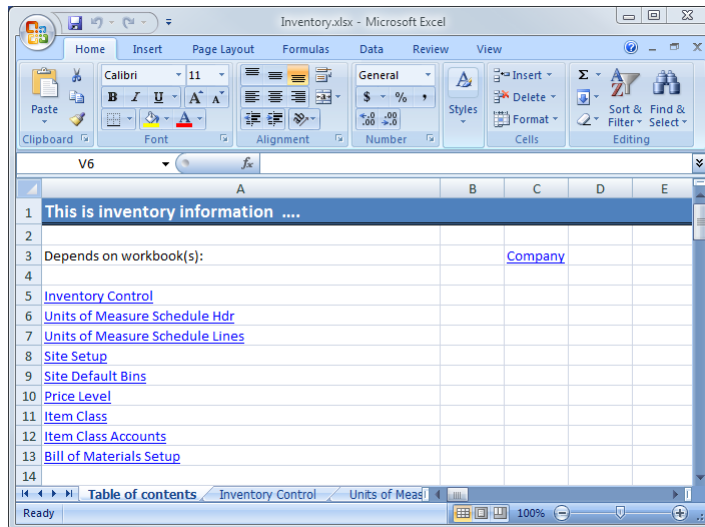 Inventory.xlsx - Microsoft Excel
Home Insert Page Layout Formulas Data Review View
Calibri 11 General Insert Σ
Paste B I U A A $ % , Styles Delete Sort & Filter Find & Select
Format
Clipboard Font Alignment Number Cells Editing
V6 fx
A B C D E
1 This is inventory information ....
2
3 Depends on workbook(s): Company
4
5 Inventory Control
6 Units of Measure Schedule Hdr
7 Units of Measure Schedule Lines
8 Site Setup
9 Site Default Bins
10 Price Level
11 Item Class
12 Item Class Accounts
13 Bill of Materials Setup
14
Table of contents Inventory Control Units of Meas
Ready 100%